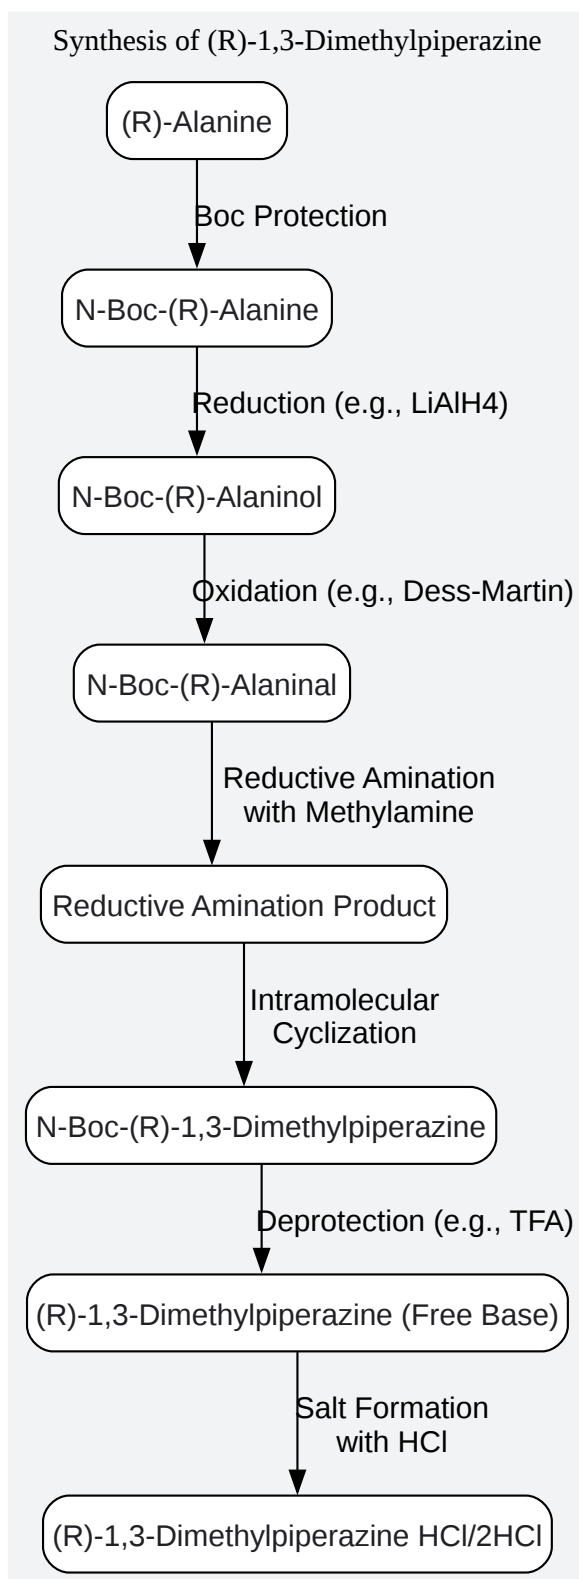 Synthesis of (R)-1,3-Dimethylpiperazine
(R)-Alanine
Boc Protection
N-Boc-(R)-Alanine
Reduction (e.g., LiAlH4)
N-Boc-(R)-Alaninol
Oxidation (e.g., Dess-Martin)
N-Boc-(R)-Alaninal
Reductive Amination
with Methylamine
Reductive Amination Product
Intramolecular
Cyclization
N-Boc-(R)-1,3-Dimethylpiperazine
Deprotection (e.g., TFA)
(R)-1,3-Dimethylpiperazine (Free Base)
Salt Formation
with HCl
(R)-1,3-Dimethylpiperazine HCl/2HCl